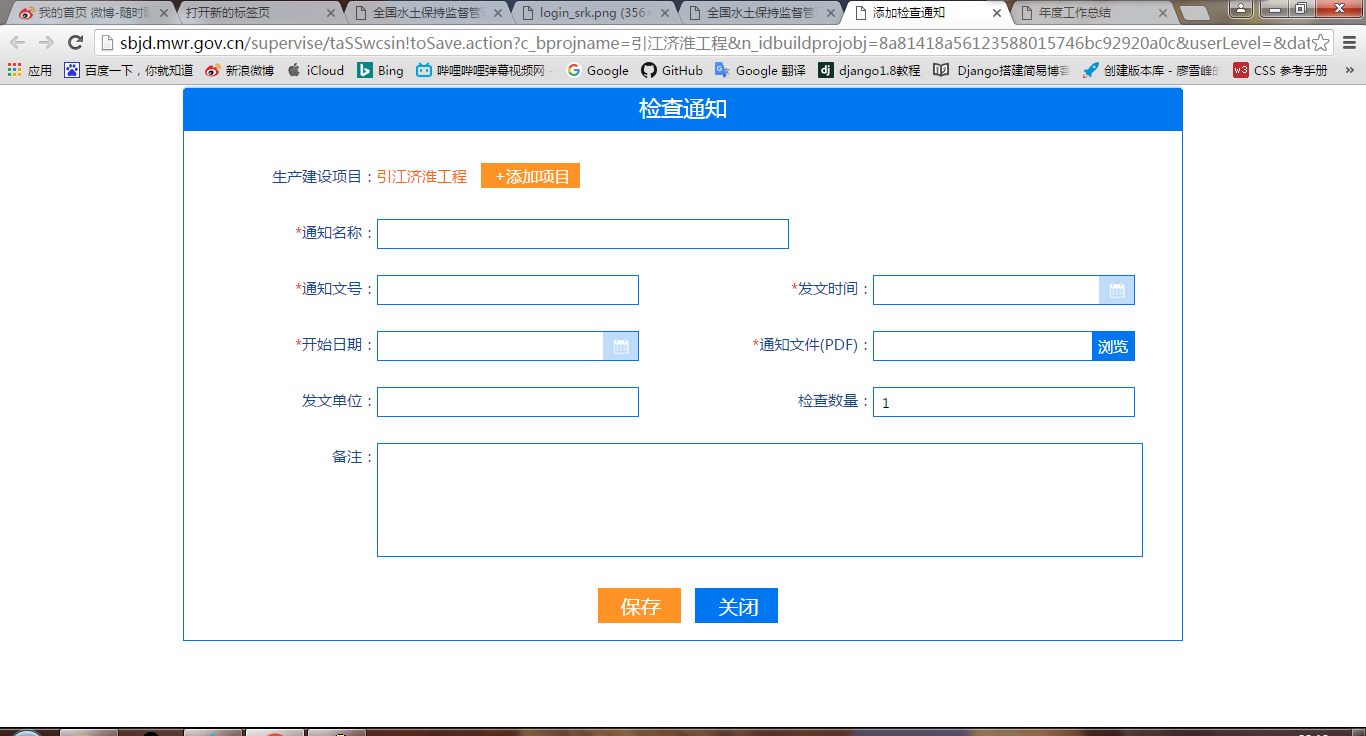 我的首页 微博-随时随
打开新的标签页
全国水土保持监督管
login_srk.png (356×
全国水土保持监督管
添加检查通知
年度工作总结
sbjd.mwr.gov.cn/supervise/taSSwcsin!toSave.action?c_bprojname=引江济淮工程&n_idbuildprojobj=8a81418a56123588015746bc92920a0c&userLevel=&dat
应用
百度一下，你就知道
新浪微博
iCloud
Bing
哔哩哔哩弹幕视频网
Google
GitHub
Google 翻译
dj django1.8教程
Django搭建简易博客
创建版本库 - 廖雪峰的
w3 CSS 参考手册
»
检查通知
生产建设项目：引江济淮工程 +添加项目
*通知名称：
*通知文号： *发文时间：
*开始日期： *通知文件(PDF)： 浏览
发文单位： 检查数量： 1
备注：
保存 关闭